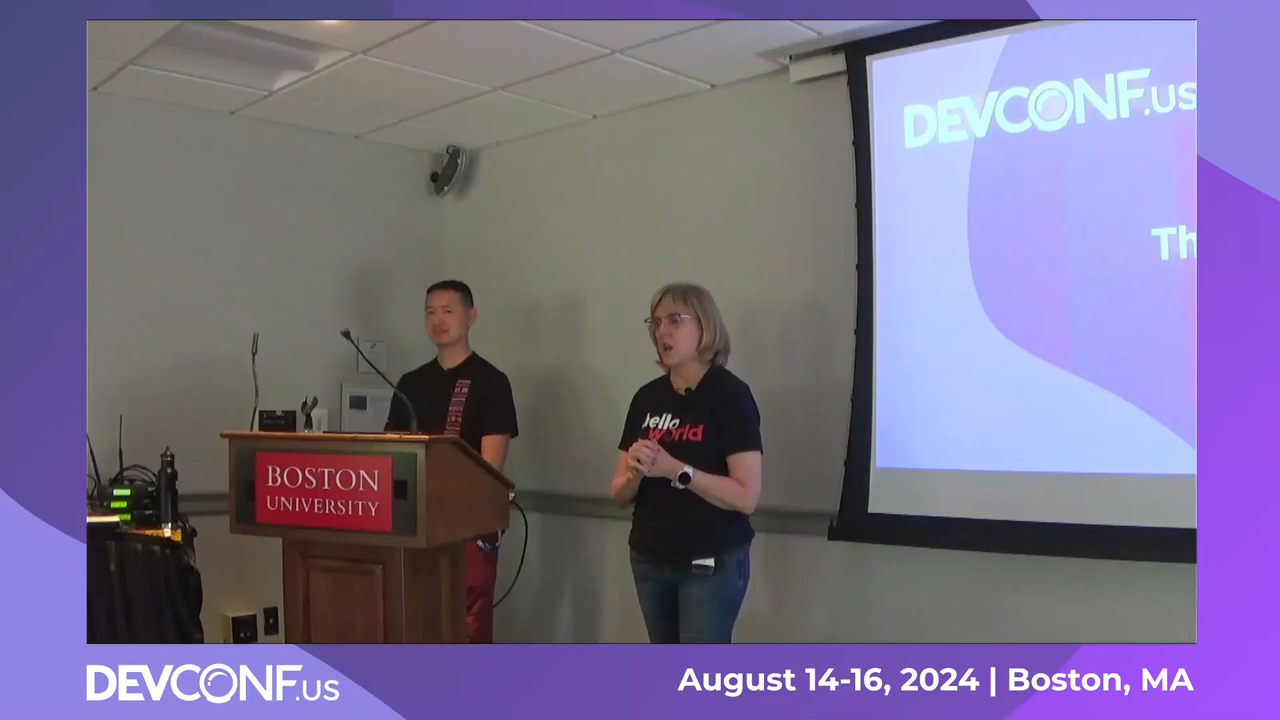 DEVCONF.us
Th
hello
world
BOSTON
UNIVERSITY
DEVCONF.us
August 14-16, 2024 | Boston, MA